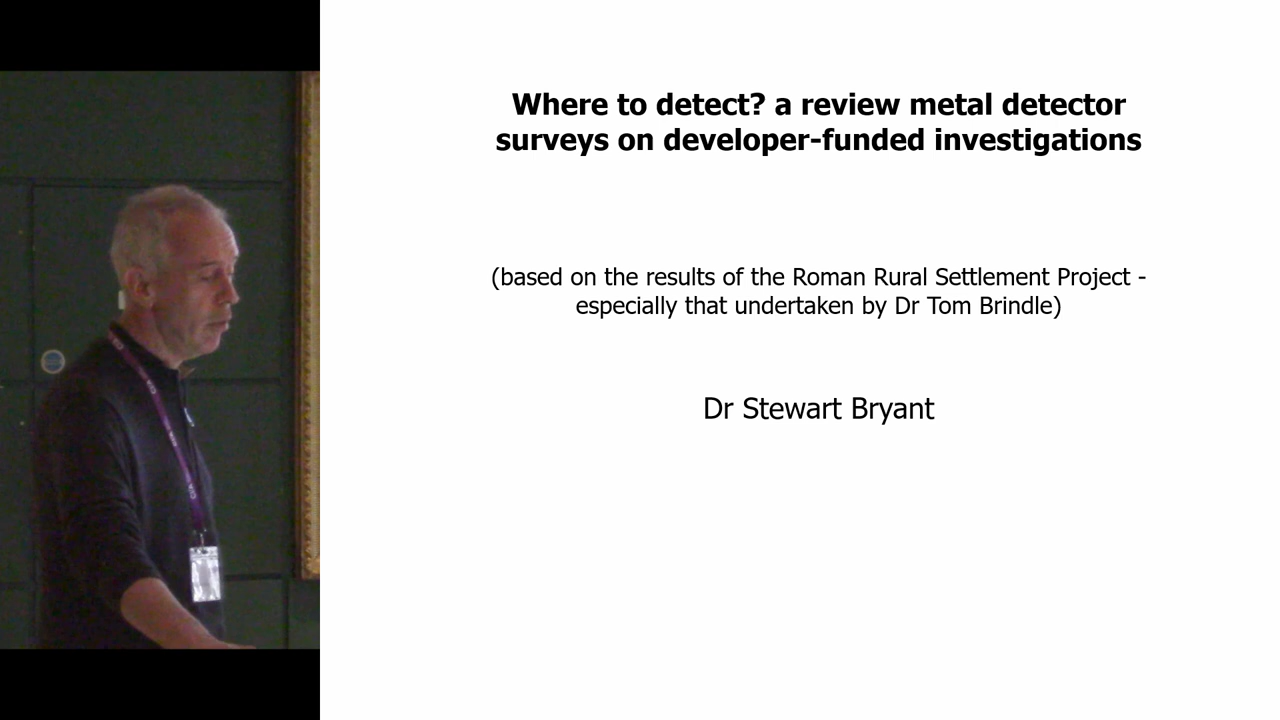 Where to detect? a review metal detector
surveys on developer-funded investigations
(based on the results of the Roman Rural Settlement Project -
especially that undertaken by Dr Tom Brindle)
Dr Stewart Bryant